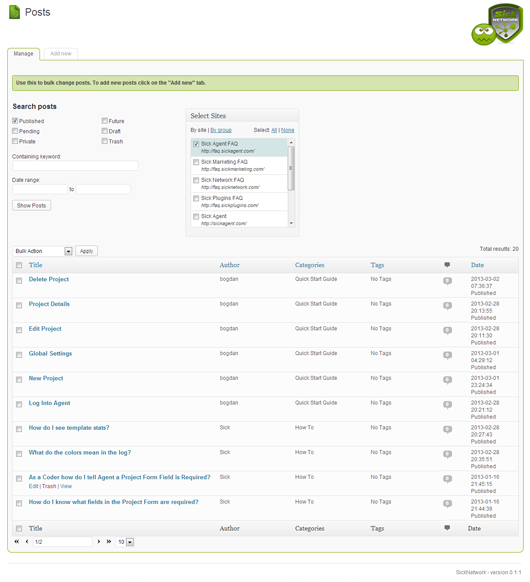 Posts
Sick
NETWORK
Manage
Add new
Use this to bulk change posts. To add new posts click on the "Add new" tab.
Search posts
Published
Future
Pending
Draft
Private
Trash
Containing keyword:
Date range:
to
Show Posts
Select Sites
By site | By group
Select: All | None
Sick Agent FAQ
http://faq.sickagent.com/
Sick Marketing FAQ
http://faq.sickmarketing.com/
Sick Network FAQ
http://faq.sicknetwork.com/
Sick Plugins FAQ
http://faq.sickplugins.com/
Sick Agent
http://sickagent.com/
Bulk Action
Apply
Total results: 20
Title Author Categories Tags Date
Delete Project bogdan Quick Start Guide No Tags 0 2013-03-02
07:36:37
Published
Project Details bogdan Quick Start Guide No Tags 0 2013-02-28
20:13:55
Published
Edit Project bogdan Quick Start Guide No Tags 0 2013-02-28
20:11:30
Published
Global Settings bogdan Quick Start Guide No Tags 0 2013-03-01
04:29:12
Published
New Project bogdan Quick Start Guide No Tags 0 2013-03-01
23:24:34
Published
Log Into Agent bogdan Quick Start Guide No Tags 0 2013-02-28
20:21:12
Published
How do I see template stats? Sick How To No Tags 0 2013-02-28
20:27:43
Published
What do the colors mean in the log? Sick How To No Tags 0 2013-02-28
20:35:51
Published
As a Coder how do I tell Agent a Project Form Field is Required? Sick How To No Tags 0 2013-01-16
Edit | Trash | View 21:45:15
Published
How do I know what fields in the Project Form are required? Sick How To No Tags 0 2013-01-16
21:44:39
Published
Title Author Categories Tags Date
1/2
10
SickNetwork - version 0.1.1